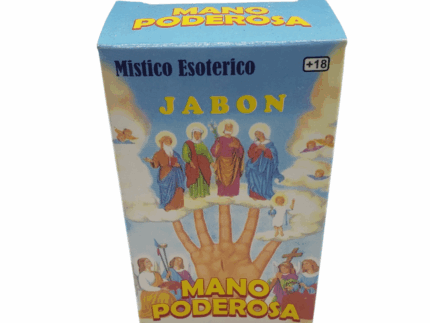 MANO
PODEROSA
Mistico Esoterico
+18
JABON
MANO
PODEROSA